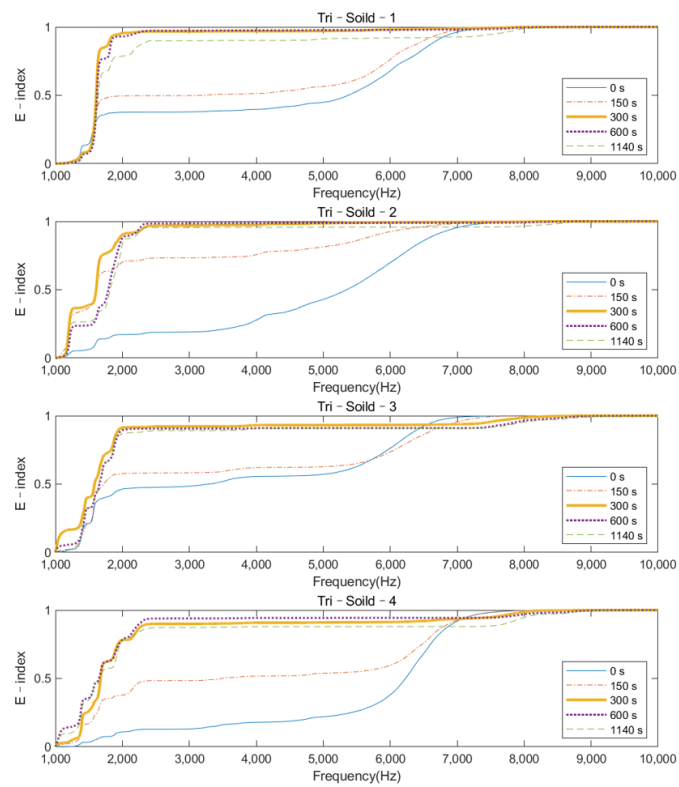 Tri - Soild - 1
1
0.5
0
E - index
1,000 2,000 3,000 4,000 5,000 6,000 7,000 8,000 9,000 10,000
Frequency(Hz)
0 s
150 s
300 s
600 s
1140 s
Tri - Soild - 2
1
0.5
0
E - index
1,000 2,000 3,000 4,000 5,000 6,000 7,000 8,000 9,000 10,000
Frequency(Hz)
0 s
150 s
300 s
600 s
1140 s
Tri - Soild - 3
1
0.5
0
E - index
1,000 2,000 3,000 4,000 5,000 6,000 7,000 8,000 9,000 10,000
Frequency(Hz)
0 s
150 s
300 s
600 s
1140 s
Tri - Soild - 4
1
0.5
0
E - index
1,000 2,000 3,000 4,000 5,000 6,000 7,000 8,000 9,000 10,000
Frequency(Hz)
0 s
150 s
300 s
600 s
1140 s